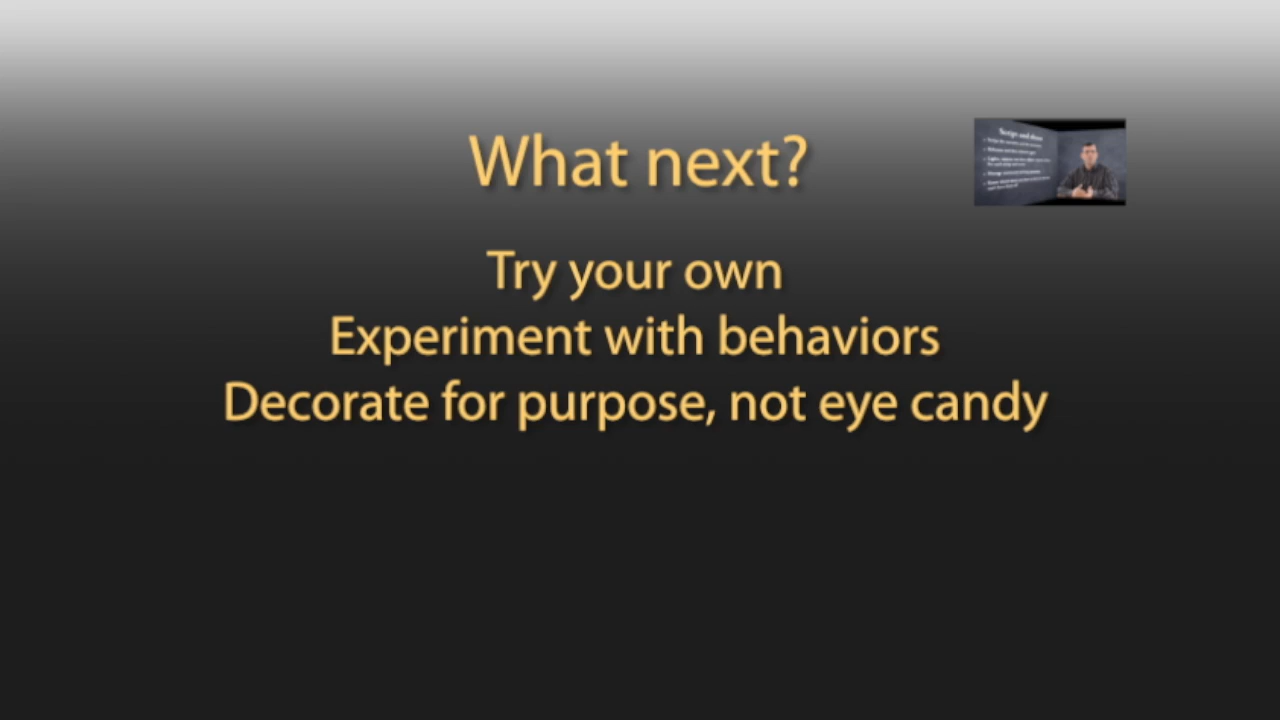 What next?
Try your own
Experiment with behaviors
Decorate for purpose, not eye candy